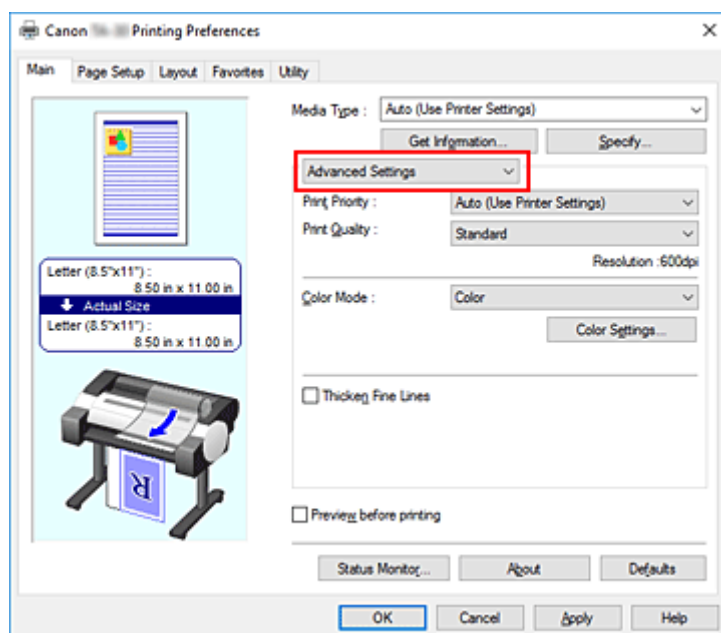 Canon Printing Preferences
Main Page Setup Layout Favorites Utility
Media Type : Auto (Use Printer Settings)
Get Information... Specify...
Advanced Settings
Print Priority : Auto (Use Printer Settings)
Print Quality : Standard
Resolution :600dpi
Letter (8.5"x11") :
8.50 in x 11.00 in
Actual Size
Letter (8.5"x11") :
8.50 in x 11.00 in
Color Mode : Color
Color Settings...
Thicken Fine Lines
R
Preview before printing
Status Monitor... About Defaults
OK Cancel Apply Help